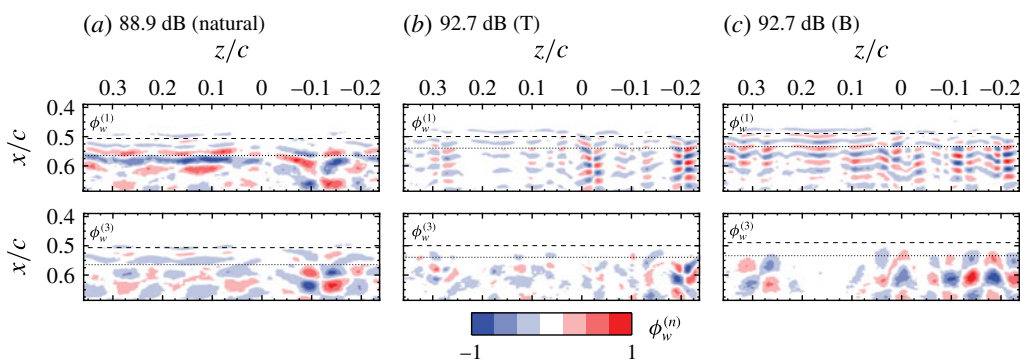 (a) 88.9 dB (natural) (b) 92.7 dB (T) (c) 92.7 dB (B)
z/c z/c z/c
0.3 0.2 0.1 0 −0.1 −0.2 0.3 0.2 0.1 0 −0.1 −0.2 0.3 0.2 0.1 0 −0.1 −0.2
0.4
ϕw(1) ϕw(1) ϕw(1)
x/c 0.5
0.6
0.4
ϕw(3) ϕw(3) ϕw(3)
x/c 0.5
0.6
ϕw(n)
−1 1